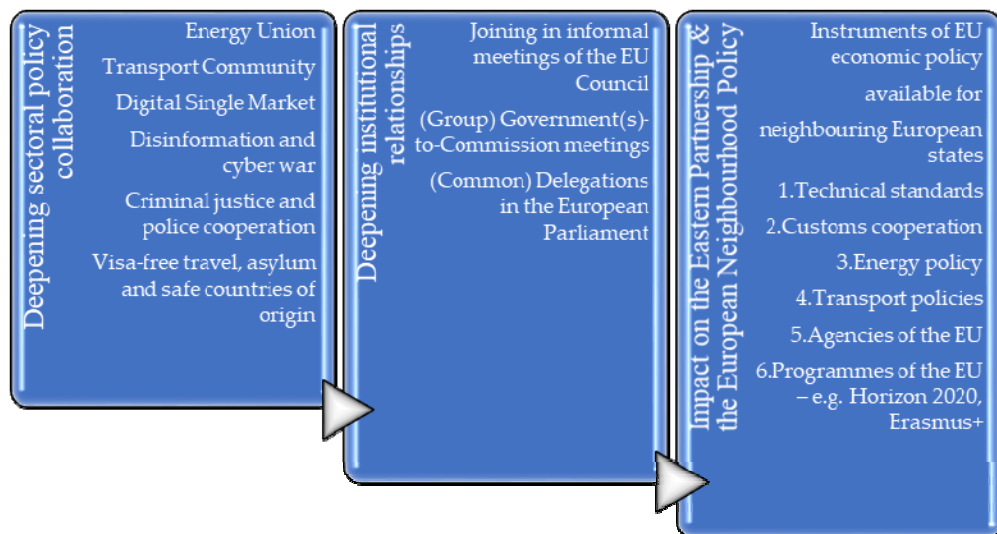 Deepening sectoral policy
collaboration
Energy Union
Transport Community
Digital Single Market
Disinformation and
cyber war
Criminal justice and
police cooperation
Visa-free travel, asylum
and safe countries of
origin
Deepening institutional
relationships
Joining in informal
meetings of the EU
Council
(Group) Government(s)-
to-Commission meetings
(Common) Delegations
in the European
Parliament
Impact on the Eastern Partnership &
the European Neighbourhood Policy
Instruments of EU
economic policy
available for
neighbouring European
states
1.Technical standards
2.Customs cooperation
3.Energy policy
4.Transport policies
5.Agencies of the EU
6.Programmes of the EU
– e.g. Horizon 2020,
Erasmus+